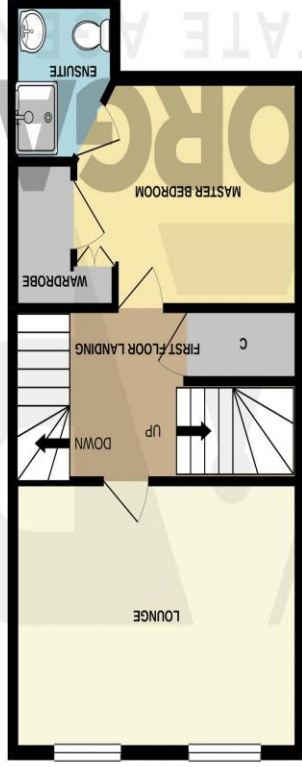 LOUNGE
UP
DOWN
C
FIRST FLOOR LANDING
WARDROBE
MASTER BEDROOM
ENSUITE